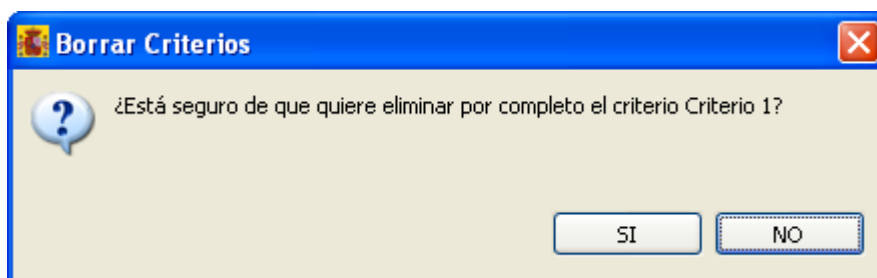 Borrar Criterios
¿Está seguro de que quiere eliminar por completo el criterio Criterio 1?
SI
NO